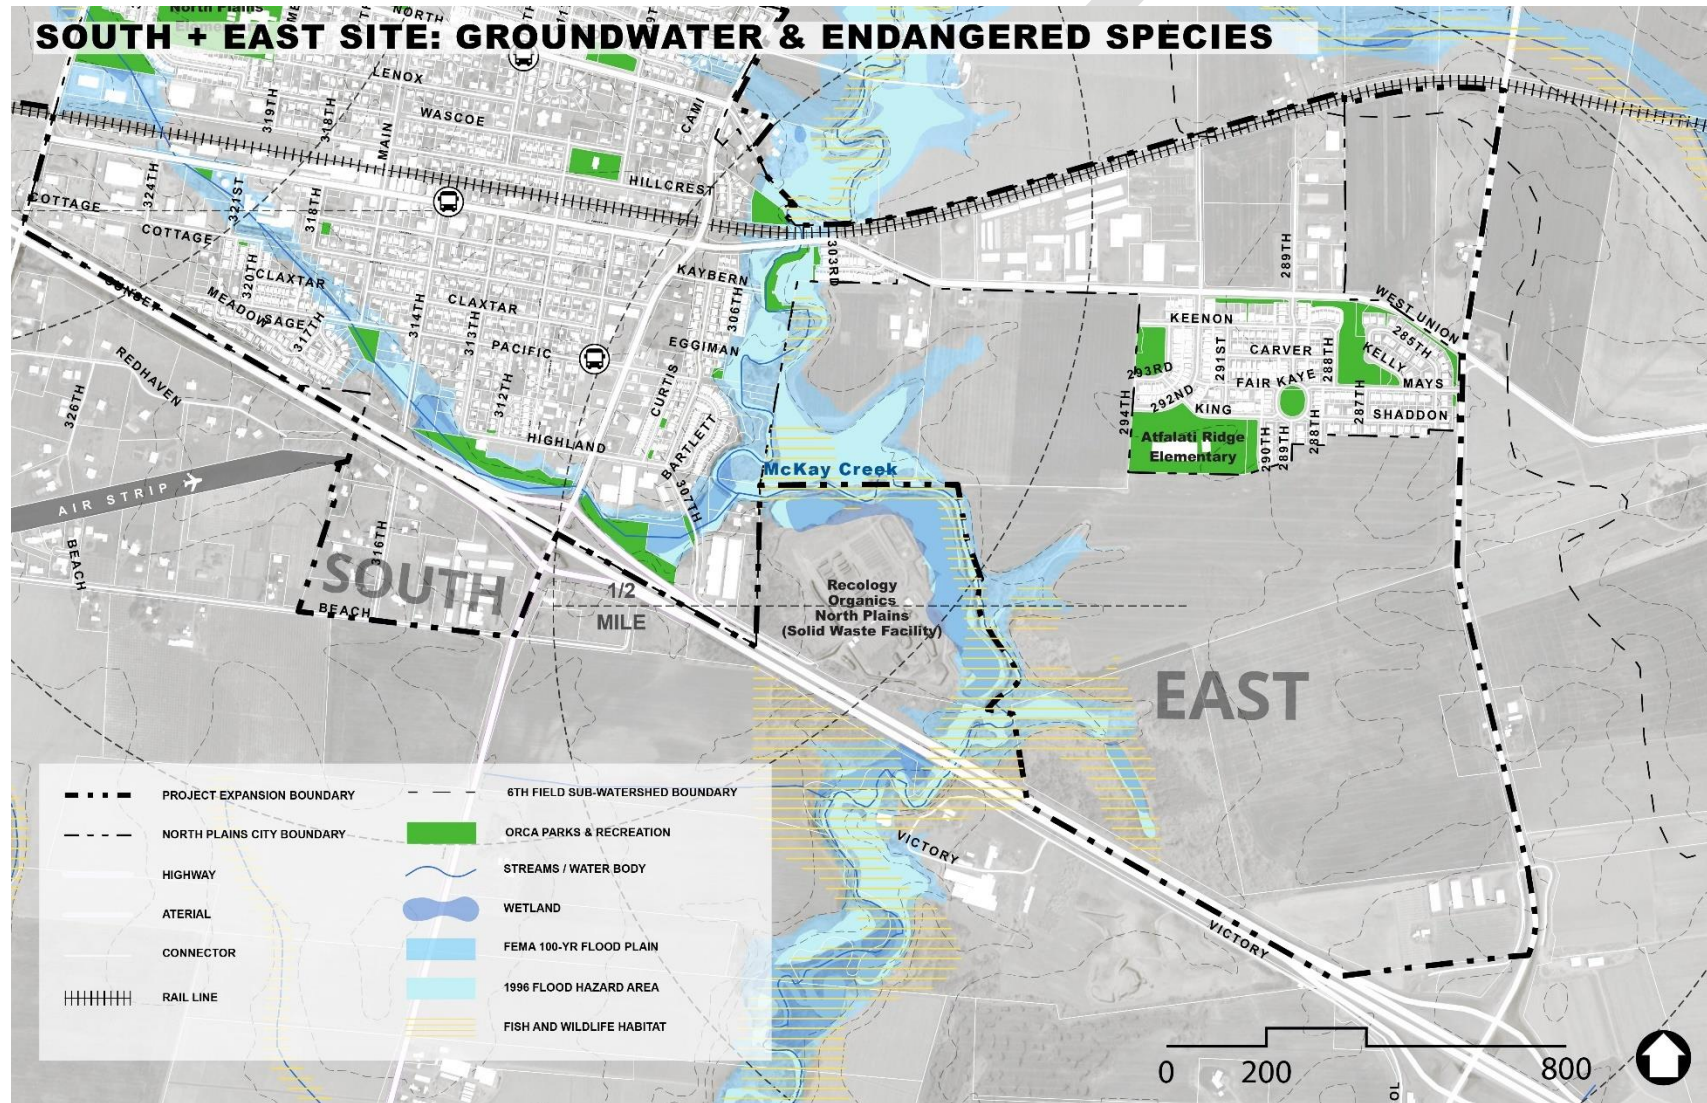 North Plains
NORTH
SOUTH + EAST SITE: GROUNDWATER & ENDANGERED SPECIES
LENOX
319TH
318TH
MAIN
WASCOE
CAMI
HILLCREST
COTTAGE
324TH
321ST
318TH
COTTAGE
320TH
CLAXTAR
SUNSET
MEADOW
SAGE
317TH
314TH
CLAXTAR
313TH
PACIFIC
312TH
KAYBERN
306TH
EGGIMAN
CURTIS
BARTLETT
HIGHLAND
307TH
303RD
289TH
WEST UNION
KEENON
285TH
291ST
CARVER
288TH
KELLY
293RD
FAIR KAYE
MAYS
292ND
KING
287TH
SHADDON
294TH
Atfalati Ridge
Elementary
290TH
289TH
288TH
REDHAVEN
326TH
AIR STRIP
BEACH
316TH
SOUTH
BEACH
1/2
MILE
McKay Creek
Recology
Organics
North Plains
(Solid Waste Facility)
EAST
VICTORY
VICTORY
PROJECT EXPANSION BOUNDARY
NORTH PLAINS CITY BOUNDARY
HIGHWAY
ATERIAL
CONNECTOR
RAIL LINE
6TH FIELD SUB-WATERSHED BOUNDARY
ORCA PARKS & RECREATION
STREAMS / WATER BODY
WETLAND
FEMA 100-YR FLOOD PLAIN
1996 FLOOD HAZARD AREA
FISH AND WILDLIFE HABITAT
0 200 800